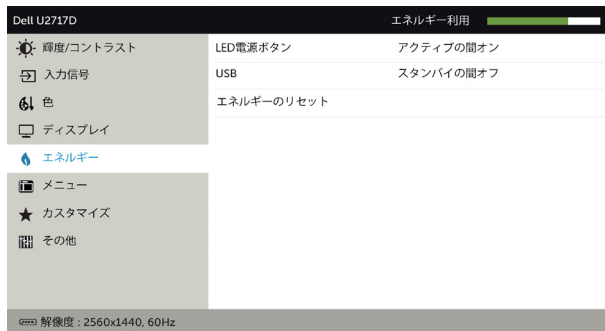 Dell U2717D エネルギー利用
輝度/コントラスト LED電源ボタン アクティブの間オン
入力信号 USB スタンバイの間オフ
色 エネルギーのリセット
ディスプレイ
エネルギー
メニュー
カスタマイズ
その他
解像度 : 2560x1440, 60Hz